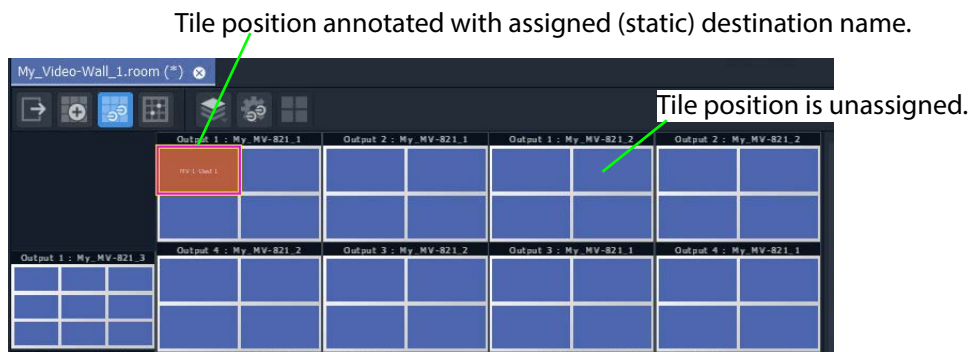 Tile position annotated with assigned (static) destination name.
My_Video-Wall_1.room (*)
Tile position is unassigned.
Output 1 : My_MV-821_1
Output 2 : My_MV-821_1
Output 1 : My_MV-821_2
Output 2 : My_MV-821_2
Output 4 : My_MV-821_2
Output 3 : My_MV-821_2
Output 3 : My_MV-821_1
Output 4 : My_MV-821_1
Output 1 : My_MV-821_3